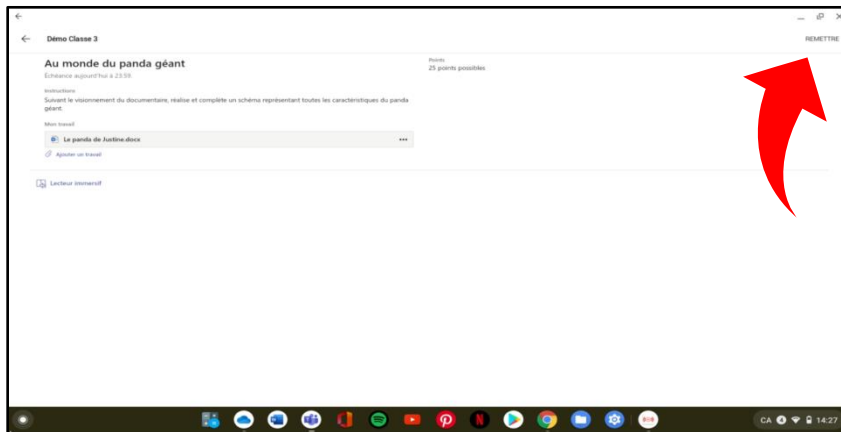 Démo Classe 3
REMETTRE
Au monde du panda géant
Échéance aujourd'hui à 23:59
Points
25 points possibles
Instructions
Suivant le visionnement du documentaire, réalise et complète un schéma représentant toutes les caractéristiques du panda
géant.
Mon travail
Le panda de Justine.docx
Ajouter un travail
Lecteur immersif
CA 4 14:27